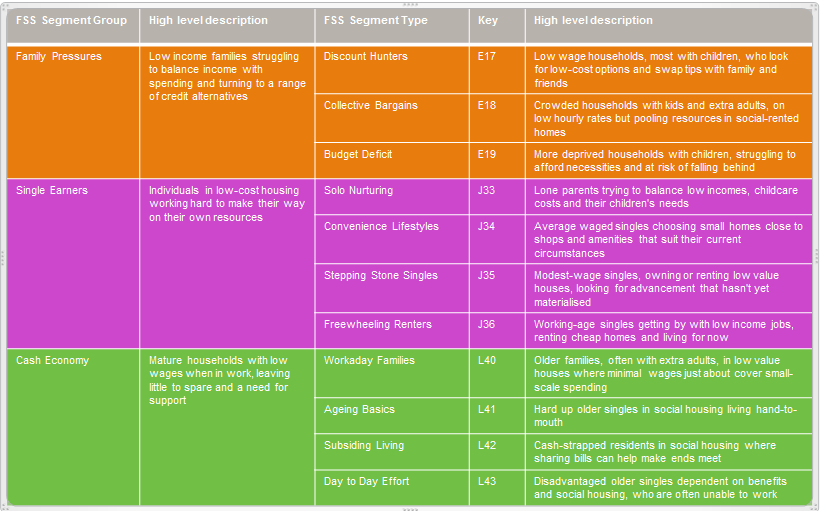 FSS Segment Group
High level description
FSS Segment Type
Key
High level description
Family Pressures
Low income families struggling
to balance income with
spending and turning to a range
of credit alternatives
Discount Hunters
E17
Low wage households, most with children, who look
for low-cost options and swap tips with family and
friends
Collective Bargains
E18
Crowded households with kids and extra adults, on
low hourly rates but pooling resources in social-rented
homes
Budget Deficit
E19
More deprived households with children, struggling to
afford necessities and at risk of falling behind
Single Earners
Individuals in low-cost housing
working hard to make their way
on their own resources
Solo Nurturing
J33
Lone parents trying to balance low incomes, childcare
costs and their children's needs
Convenience Lifestyles
J34
Average waged singles choosing small homes close to
shops and amenities that suit their current
circumstances
Stepping Stone Singles
J35
Modest-wage singles, owning or renting low value
houses, looking for advancement that hasn't yet
materialised
Freewheeling Renters
J36
Working-age singles getting by with low income jobs,
renting cheap homes and living for now
Cash Economy
Mature households with low
wages when in work, leaving
little to spare and a need for
support
Workaday Families
L40
Older families, often with extra adults, in low value
houses where minimal wages just about cover small-
scale spending
Ageing Basics
L41
Hard up older singles in social housing living hand-to-
mouth
Subsiding Living
L42
Cash-strapped residents in social housing where
sharing bills can help make ends meet
Day to Day Effort
L43
Disadvantaged older singles dependent on benefits
and social housing, who are often unable to work